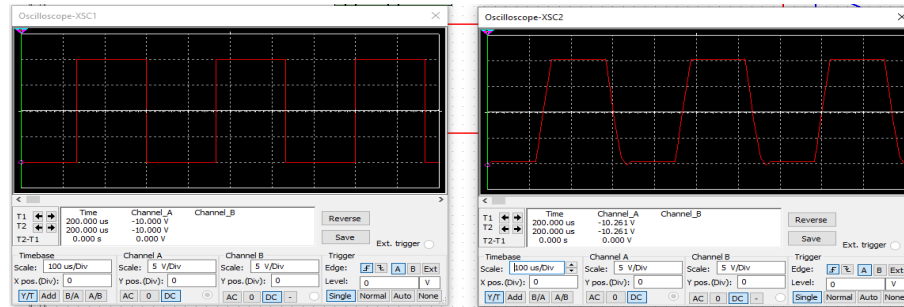 Oscilloscope-XSC1
T1
T2
T2-T1
Time
Channel_A
Channel_B
200.000 us
-10.000 V
200.000 us
-10.000 V
0.000 s
0.000 V
Reverse
Save
Ext. trigger
Timebase
Scale: 100 us/Div
X pos.(Div): 0
Y/T Add B/A A/B
Channel A
Scale: 5 V/Div
Y pos.(Div): 0
AC 0 DC
Channel B
Scale: 5 V/Div
Y pos.(Div): 0
AC 0 DC -
Trigger
Edge: A B Ext
Level: 0 V
Single Normal Auto None
Oscilloscope-XSC2
T1
T2
T2-T1
Time
Channel_A
Channel_B
200.000 us
-10.261 V
200.000 us
-10.261 V
0.000 s
0.000 V
Reverse
Save
Ext. trigger
Timebase
Scale: 100 us/Div
X pos.(Div): 0
Y/T Add B/A A/B
Channel A
Scale: 5 V/Div
Y pos.(Div): 0
AC 0 DC
Channel B
Scale: 5 V/Div
Y pos.(Div): 0
AC 0 DC -
Trigger
Edge: A B Ext
Level: 0 V
Single Normal Auto None